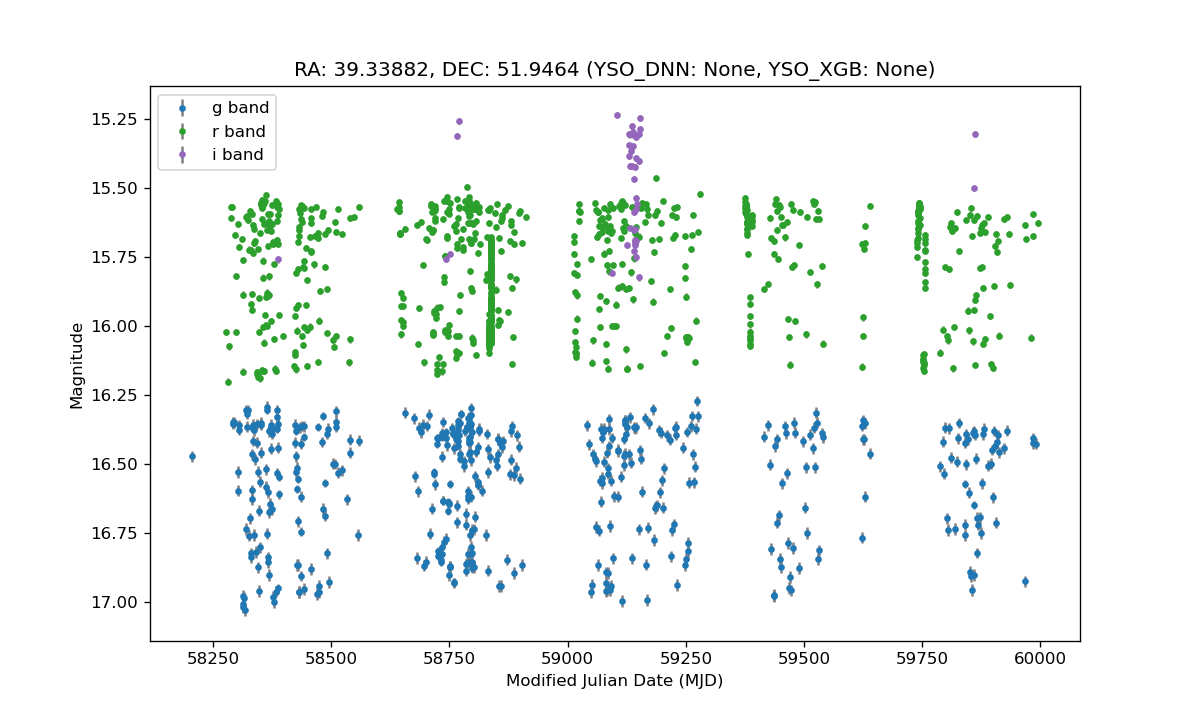 RA: 39.33882, DEC: 51.9464 (YSO_DNN: None, YSO_XGB: None)
g band
r band
i band
15.25
15.50
15.75
16.00
16.25
16.50
16.75
17.00
Magnitude
58250 58500 58750 59000 59250 59500 59750 60000
Modified Julian Date (MJD)